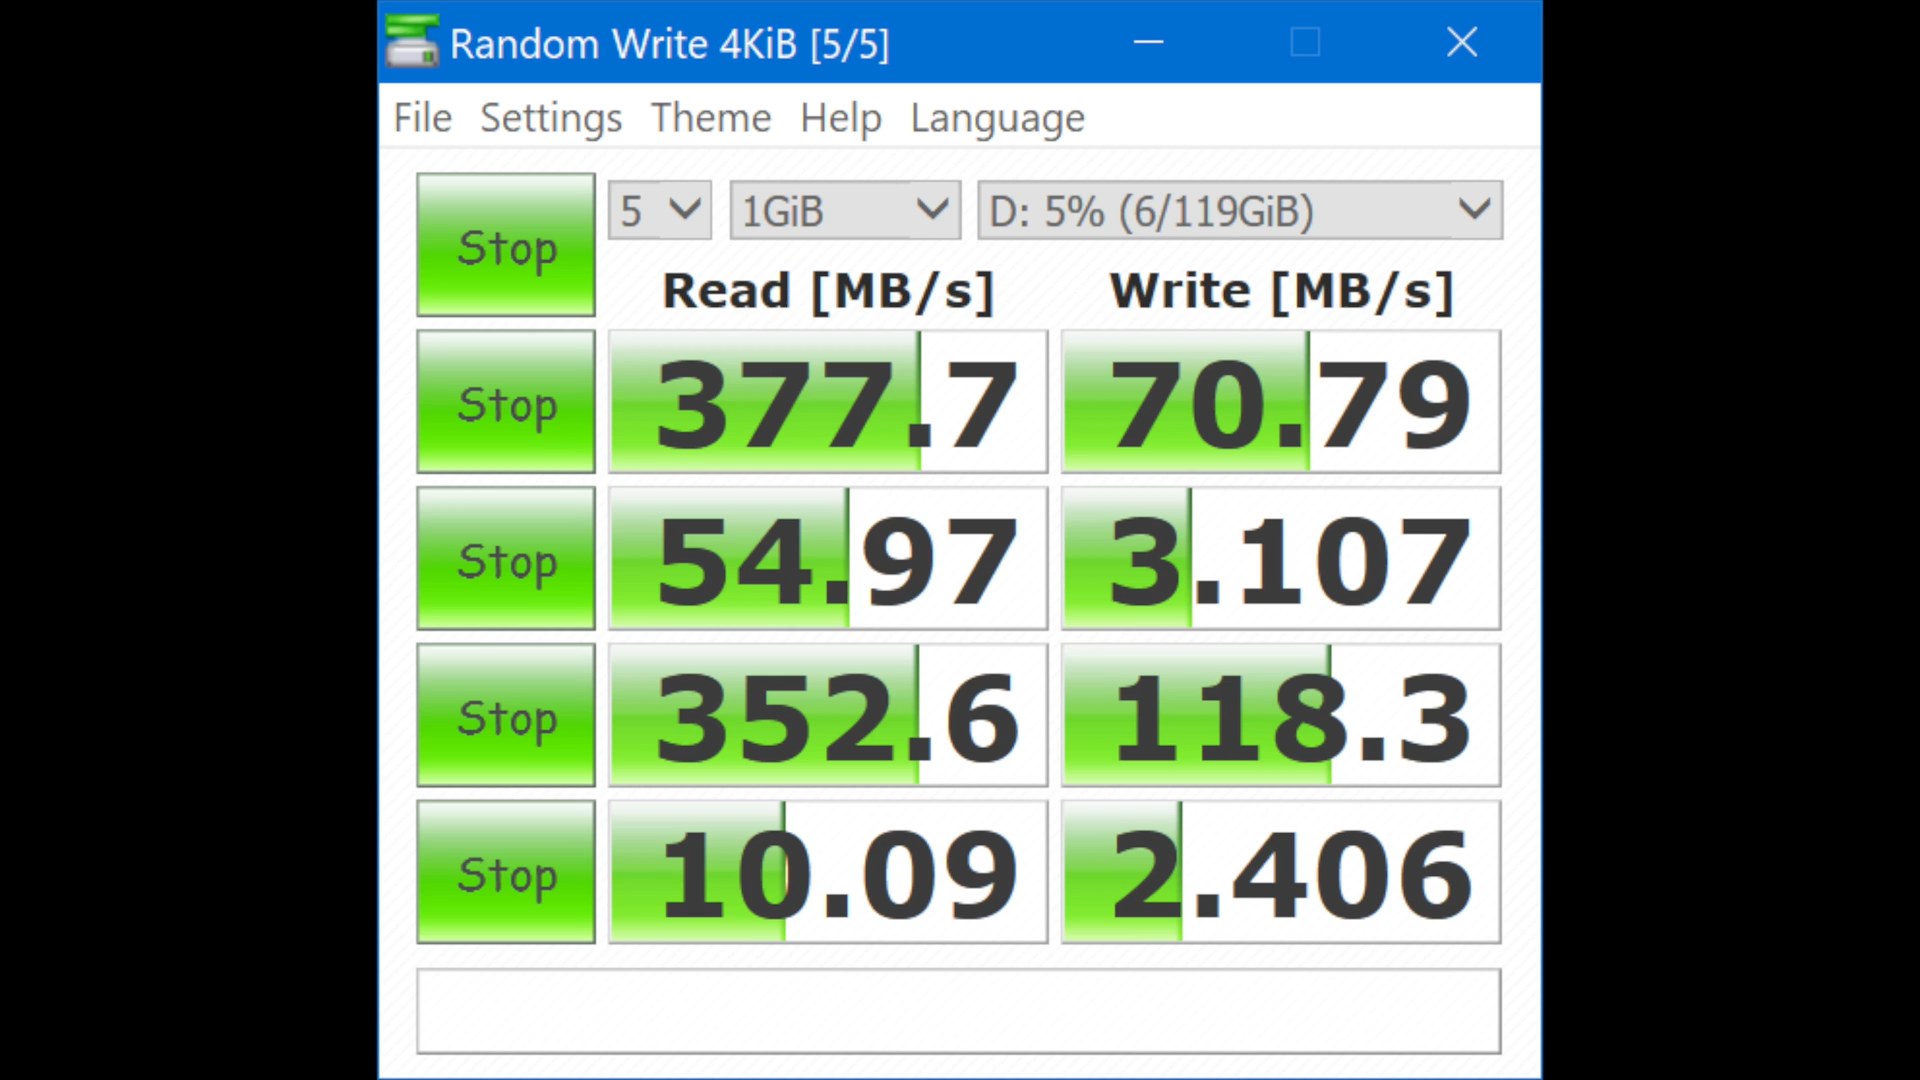 Random Write 4KiB [5/5]
File Settings Theme Help Language
Stop 5 1GiB D: 5% (6/119GiB)
Read [MB/s] Write [MB/s]
Stop 377.7 70.79
Stop 54.97 3.107
Stop 352.6 118.3
Stop 10.09 2.406